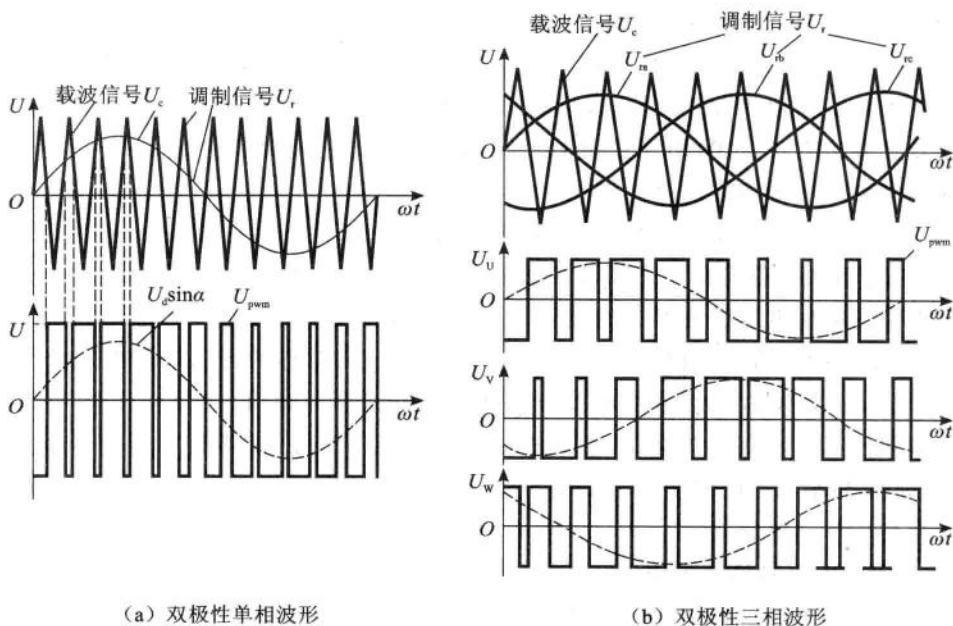 载波信号U_c
调制信号U_r
U
O
ωt
U_d sinα
U_pwm
U
O
ωt
(a) 双极性单相波形
调制信号U_r
载波信号U_c
U
U_ra
U_rb
U_rc
O
ωt
U_pwm
U_U
O
ωt
U_V
O
ωt
U_W
O
ωt
(b) 双极性三相波形